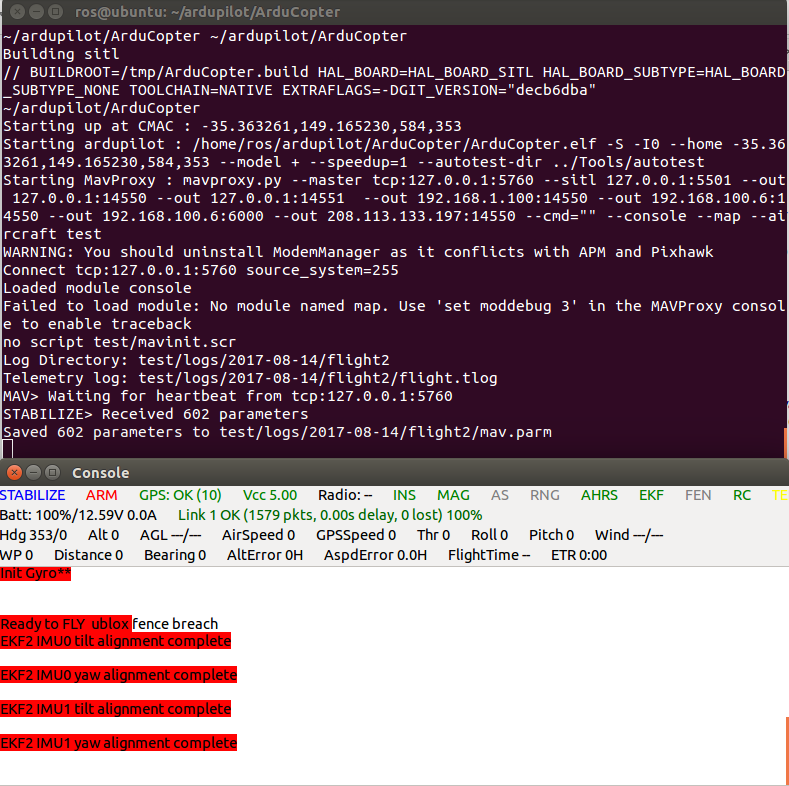 ros@ubuntu: ~/ardupilot/ArduCopter
~/ardupilot/ArduCopter ~/ardupilot/ArduCopter
Building sitl
// BUILDROOT=/tmp/ArduCopter.build HAL_BOARD=HAL_BOARD_SITL HAL_BOARD_SUBTYPE=HAL_BOARD
_SUBTYPE_NONE TOOLCHAIN=NATIVE EXTRAFLAGS=-DGIT_VERSION="decb6dba"
~/ardupilot/ArduCopter
Starting up at CMAC : -35.363261,149.165230,584,353
Starting ardupilot : /home/ros/ardupilot/ArduCopter/ArduCopter.elf -S -I0 --home -35.36
3261,149.165230,584,353 --model + --speedup=1 --autotest-dir ../Tools/autotest
Starting MavProxy : mavproxy.py --master tcp:127.0.0.1:5760 --sitl 127.0.0.1:5501 --out
127.0.0.1:14550 --out 127.0.0.1:14551  --out 192.168.1.100:14550 --out 192.168.100.6:1
4550 --out 192.168.100.6:6000 --out 208.113.133.197:14550 --cmd="" --console --map --ai
rcraft test
WARNING: You should uninstall ModemManager as it conflicts with APM and Pixhawk
Connect tcp:127.0.0.1:5760 source_system=255
Loaded module console
Failed to load module: No module named map. Use 'set moddebug 3' in the MAVProxy consol
e to enable traceback
no script test/mavinit.scr
Log Directory: test/logs/2017-08-14/flight2
Telemetry log: test/logs/2017-08-14/flight2/flight.tlog
MAV> Waiting for heartbeat from tcp:127.0.0.1:5760
STABILIZE> Received 602 parameters
Saved 602 parameters to test/logs/2017-08-14/flight2/mav.parm
Console
STABILIZE ARM GPS: OK (10) Vcc 5.00 Radio: -- INS MAG AS RNG AHRS EKF FEN RC TE
Batt: 100%/12.59V 0.0A Link 1 OK (1579 pkts, 0.00s delay, 0 lost) 100%
Hdg 353/0 Alt 0 AGL ---/--- AirSpeed 0 GPSSpeed 0 Thr 0 Roll 0 Pitch 0 Wind ---/---
WP 0 Distance 0 Bearing 0 AltError 0H AspdError 0.0H FlightTime -- ETR 0:00
Init Gyro**
Ready to FLY  ublox fence breach
EKF2 IMU0 tilt alignment complete
EKF2 IMU0 yaw alignment complete
EKF2 IMU1 tilt alignment complete
EKF2 IMU1 yaw alignment complete